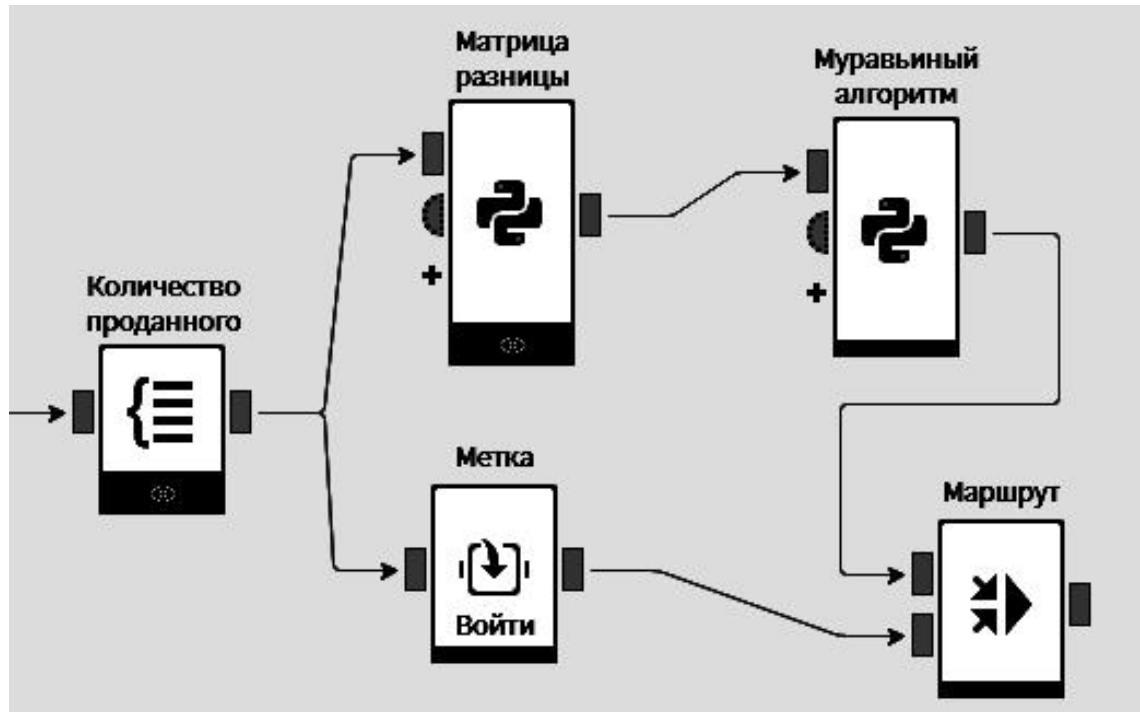 Матрица
разницы
Муравьиный
алгоритм
Количество
проданного
Метка
Войти
Маршрут